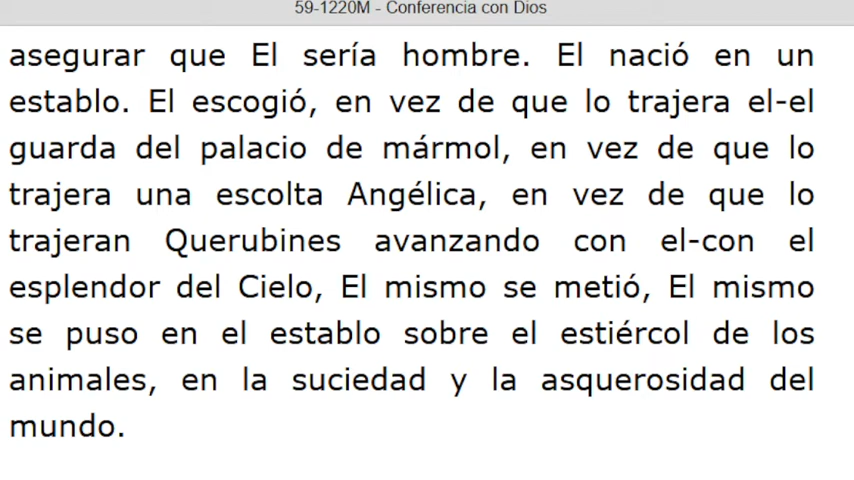 59-1220M - Conferencia con Dios
asegurar que El sería hombre. El nació en un
establo. El escogió, en vez de que lo trajera el-el
guarda del palacio de mármol, en vez de que lo
trajera una escolta Angélica, en vez de que lo
trajeran Querubines avanzando con el-con el
esplendor del Cielo, El mismo se metió, El mismo
se puso en el establo sobre el estiércol de los
animales, en la suciedad y la asquerosidad del
mundo.